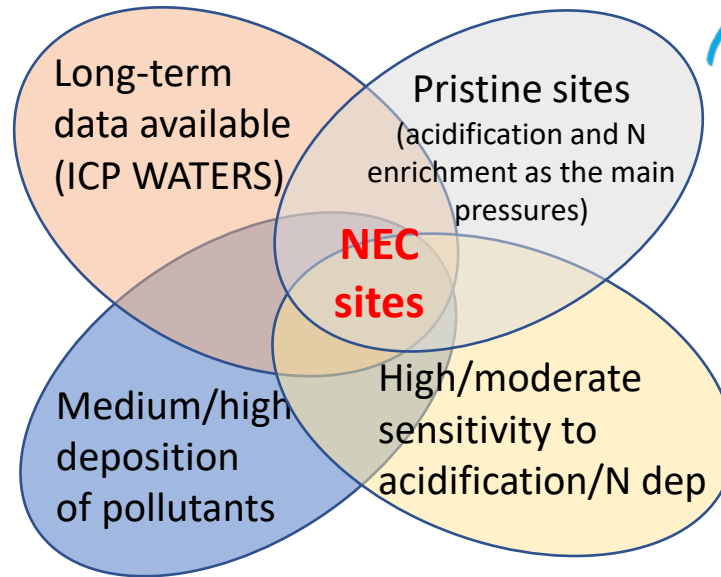 Long-term
data available
(ICP WATERS)
Pristine sites
(acidification and N
enrichment as the main
pressures)
NEC
sites
Medium/high
deposition
of pollutants
High/moderate
sensitivity to
acidification/N dep